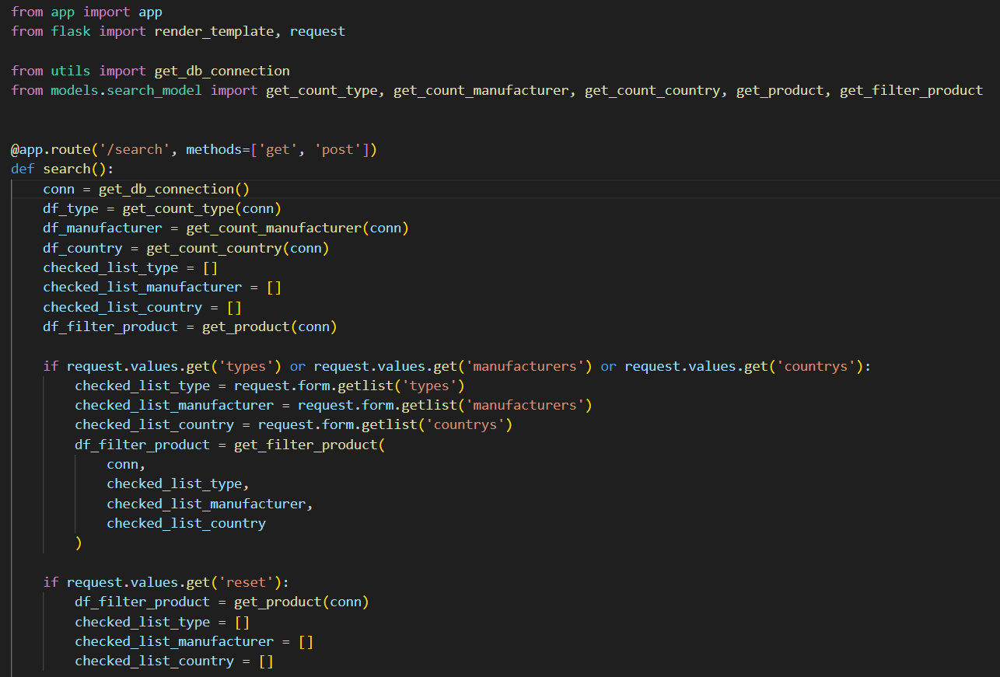 from app import app
from flask import render_template, request
from utils import get_db_connection
from models.search_model import get_count_type, get_count_manufacturer, get_count_country, get_product, get_filter_product
@app.route('/search', methods=['get', 'post'])
def search():
    conn = get_db_connection()
    df_type = get_count_type(conn)
    df_manufacturer = get_count_manufacturer(conn)
    df_country = get_count_country(conn)
    checked_list_type = []
    checked_list_manufacturer = []
    checked_list_country = []
    df_filter_product = get_product(conn)
    if request.values.get('types') or request.values.get('manufacturers') or request.values.get('countrys'):
        checked_list_type = request.form.getlist('types')
        checked_list_manufacturer = request.form.getlist('manufacturers')
        checked_list_country = request.form.getlist('countrys')
        df_filter_product = get_filter_product(
            conn,
            checked_list_type,
            checked_list_manufacturer,
            checked_list_country
        )
    if request.values.get('reset'):
        df_filter_product = get_product(conn)
        checked_list_type = []
        checked_list_manufacturer = []
        checked_list_country = []